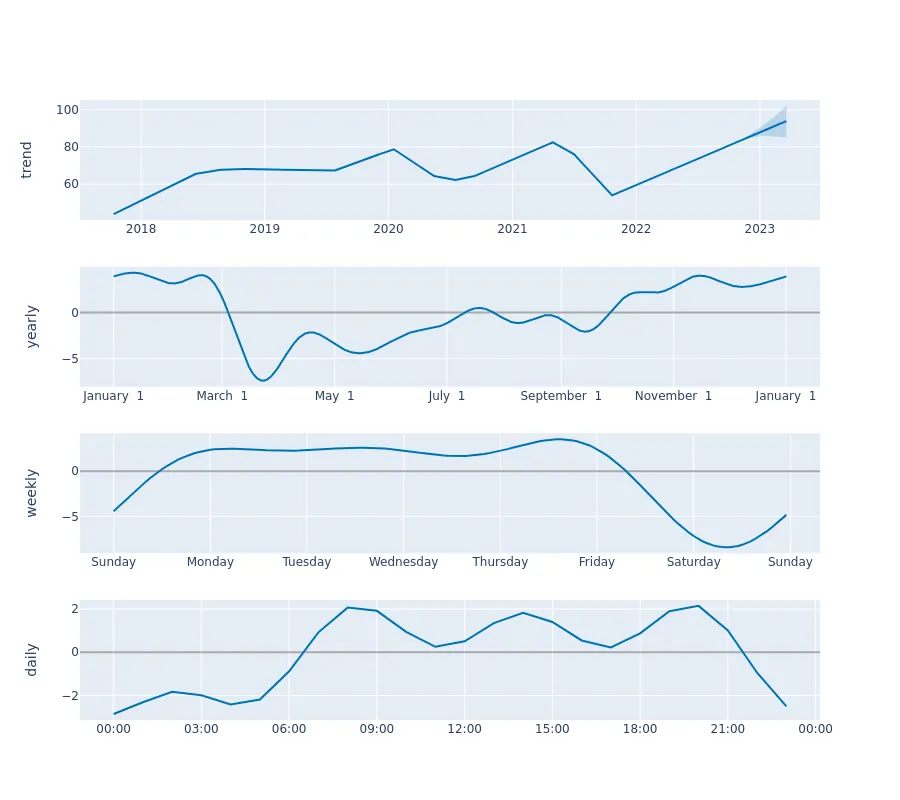 trend
100
80
60
2018 2019 2020 2021 2022 2023
yearly
0
−5
January 1 March 1 May 1 July 1 September 1 November 1 January 1
weekly
0
−5
Sunday Monday Tuesday Wednesday Thursday Friday Saturday Sunday
daily
2
0
−2
00:00 03:00 06:00 09:00 12:00 15:00 18:00 21:00 00:00